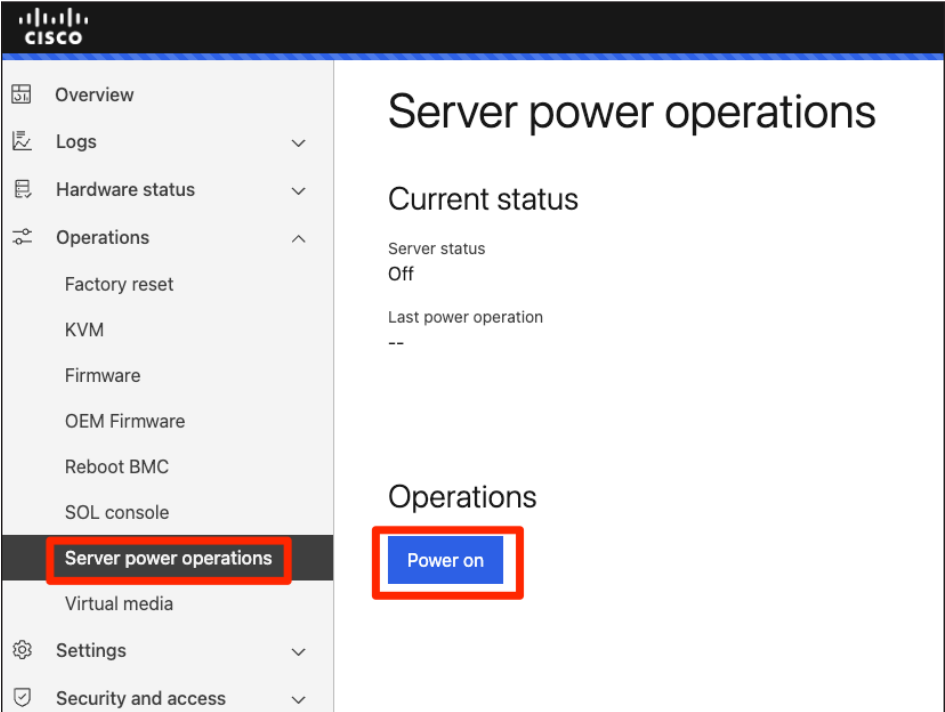 CISCO
Overview
Logs
Hardware status
Operations
Factory reset
KVM
Firmware
OEM Firmware
Reboot BMC
SOL console
Server power operations
Virtual media
Settings
Security and access
Server power operations
Current status
Server status
Off
Last power operation
--
Operations
Power on